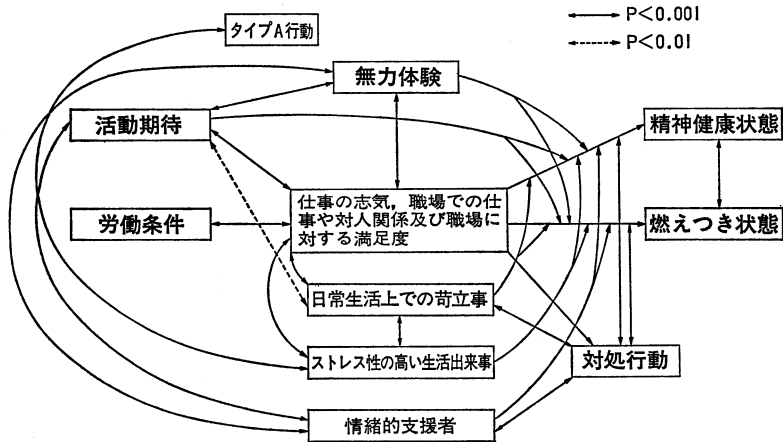 タイプA行動
P<0.001
P<0.01
無力体験
活動期待
精神健康状態
仕事の志気，職場での仕
事や対人関係及び職場に
対する満足度
労働条件
燃えつき状態
日常生活上での苛立事
ストレス性の高い生活出来事
対処行動
情緒的支援者